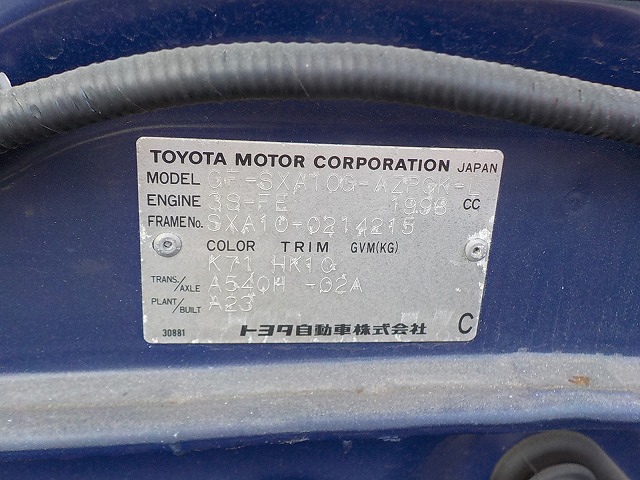 TOYOTA MOTOR CORPORATION JAPAN
MODEL GF-SXA10G-AZPGK-L
ENGINE 3S-FE 1998 CC
FRAME No. SXA10-0214215
COLOR TRIM GVM(KG)
K71 HK10
TRANS./AXLE A540H -02A
PLANT/BUILT A23
30881 トヨタ自動車株式会社 C